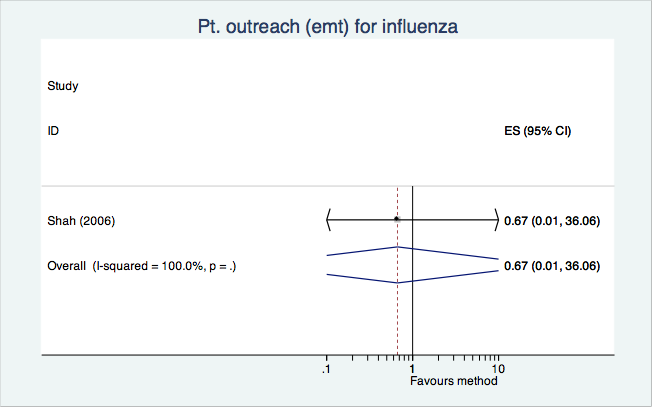 Pt. outreach (emt) for influenza
Study
ID ES (95% CI)
Shah (2006) 0.67 (0.01, 36.06)
Overall (I-squared = 100.0%, p = .) 0.67 (0.01, 36.06)
.1 1 10
Favours method